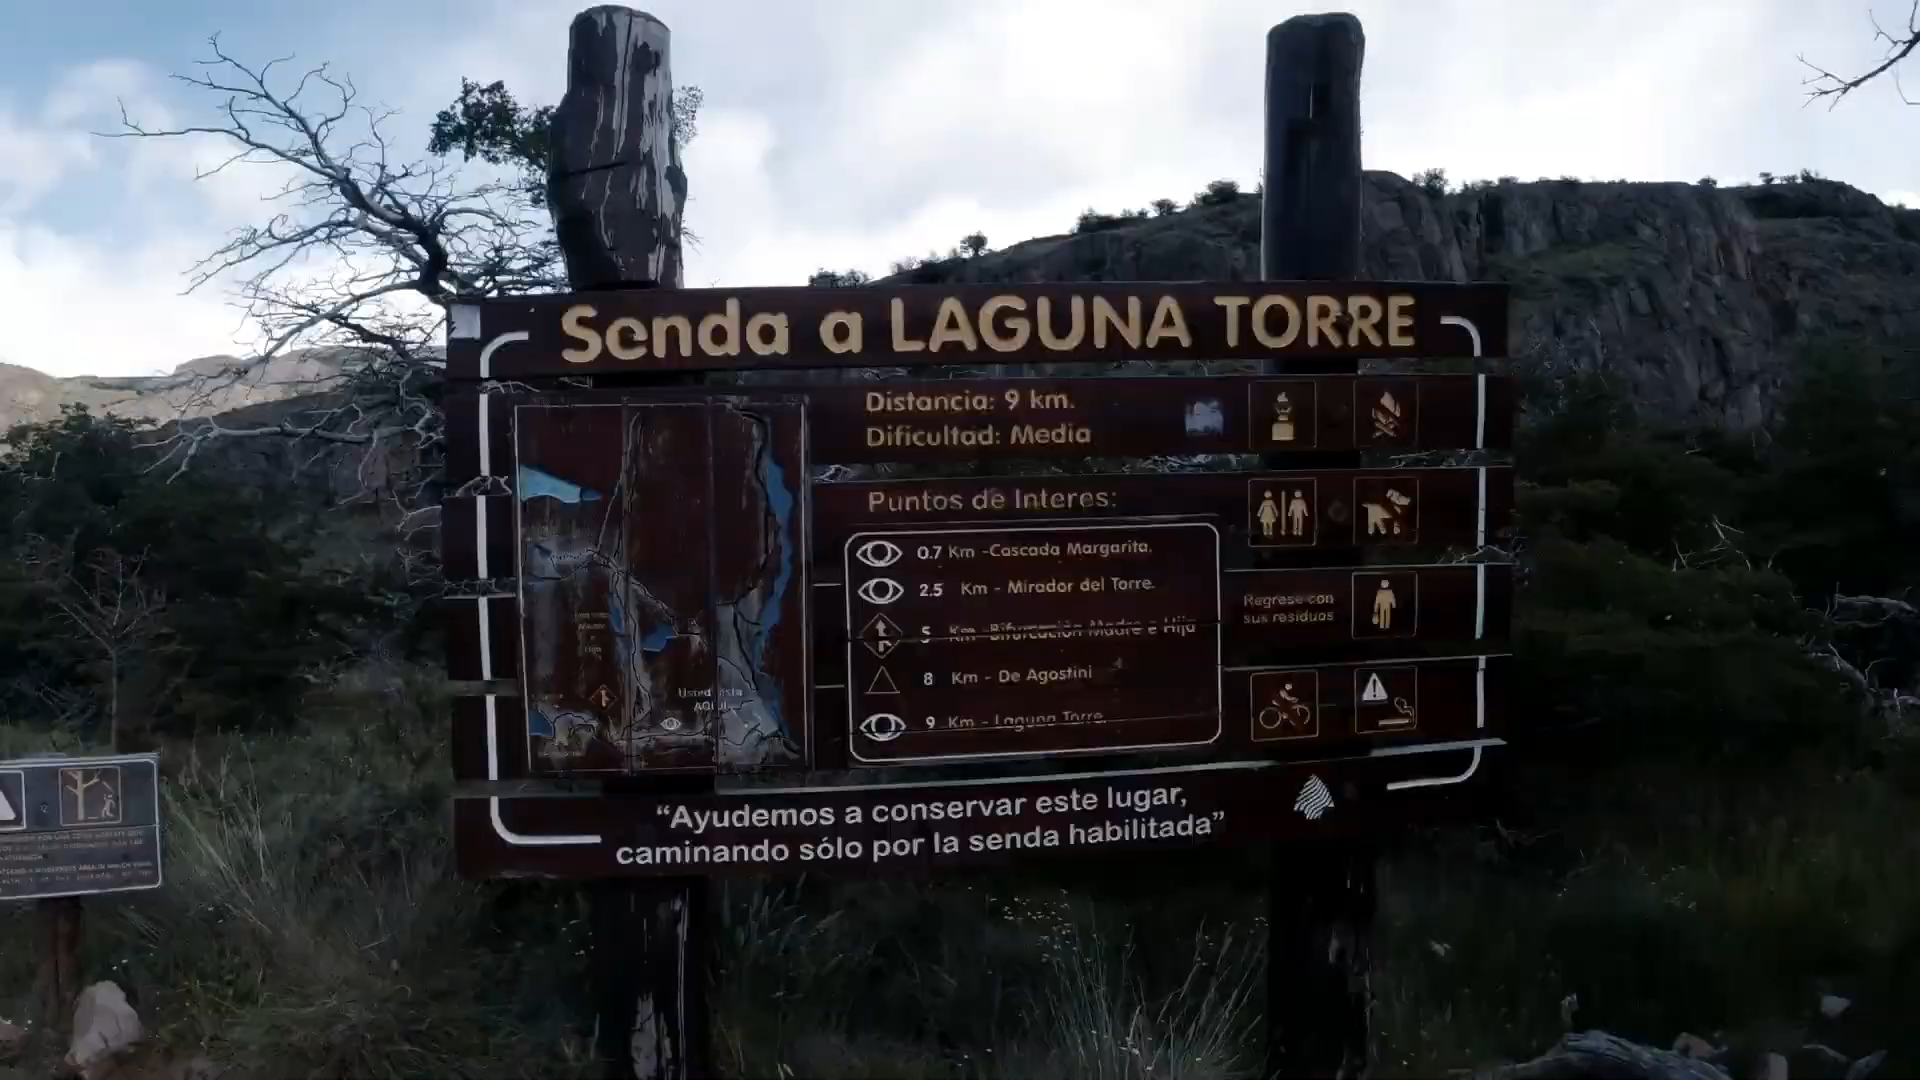 Senda a LAGUNA TORRE
Distancia: 9 km.
Dificultad: Media
Puntos de Interes:
0.7 Km -Cascada Margarita.
2.5 Km - Mirador del Torre.
5 Km -Bifurcación Madre e Hija
8 Km - De Agostini
9 Km - Laguna Torre.
Regrese con
sus residuos
Usted esta
AQUI
“Ayudemos a conservar este lugar,
caminando sólo por la senda habilitada”